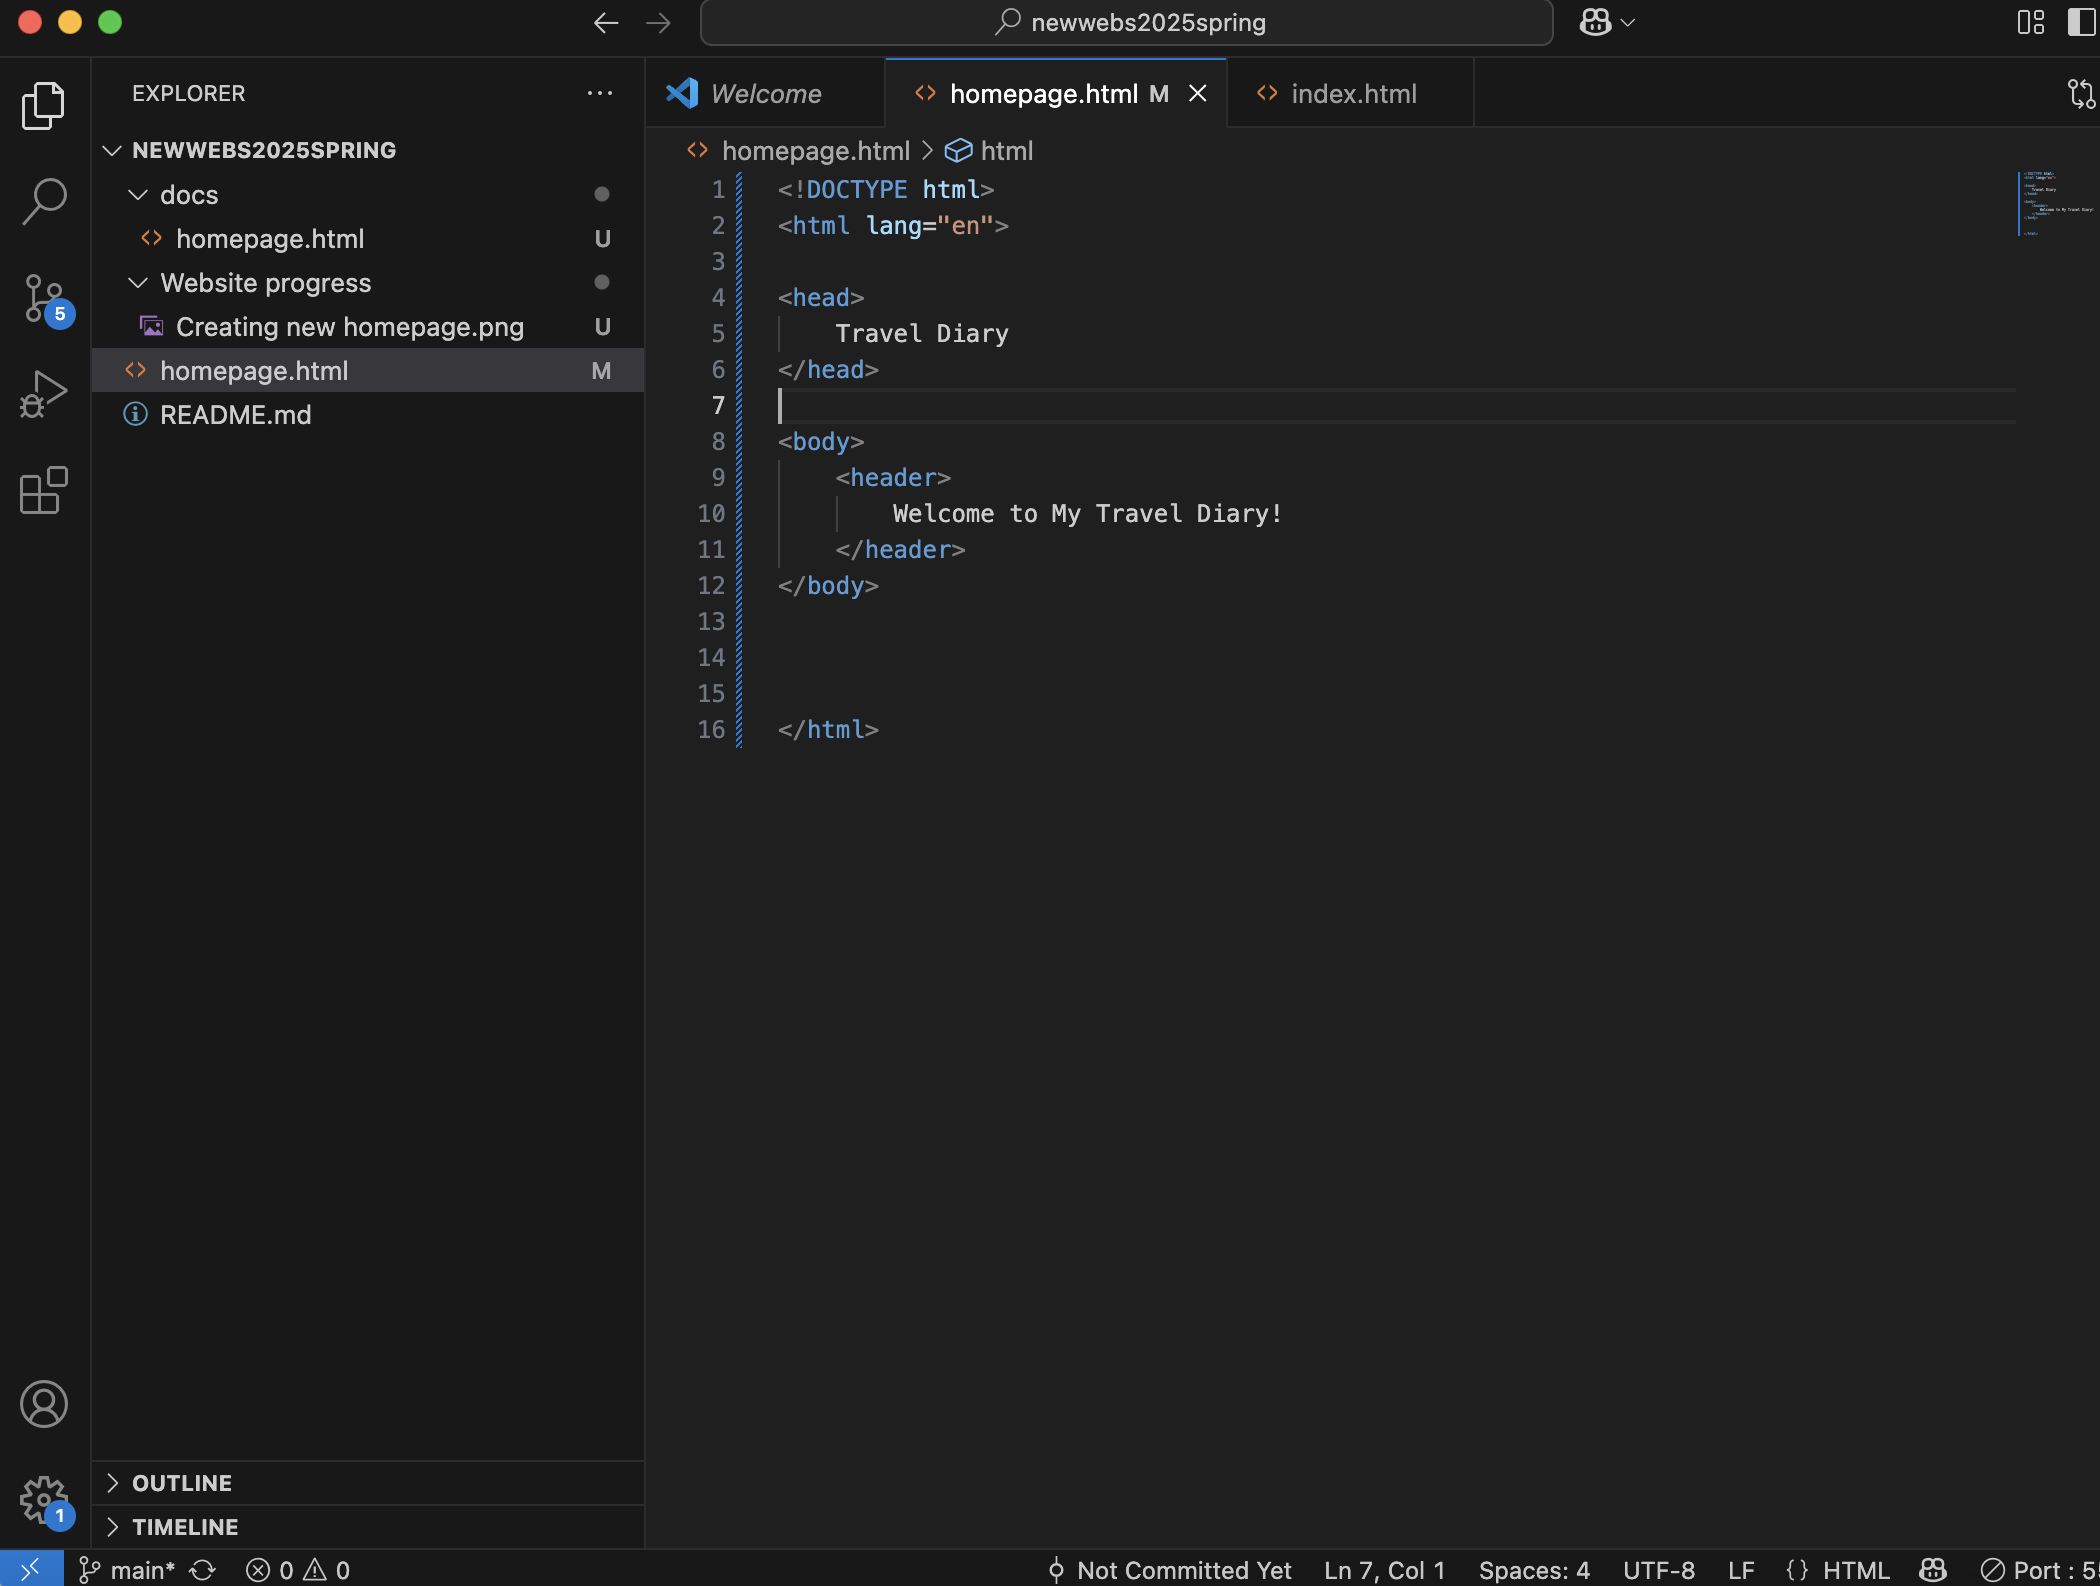 newwebs2025spring
EXPLORER
NEWWEBS2025SPRING
docs
homepage.html U
Website progress
Creating new homepage.png U
homepage.html M
README.md
5
OUTLINE
TIMELINE
1
Welcome
homepage.html M
index.html
homepage.html > html
1 <!DOCTYPE html>
2 <html lang="en">
3
4 <head>
5 Travel Diary
6 </head>
7
8 <body>
9 <header>
10 Welcome to My Travel Diary!
11 </header>
12 </body>
13
14
15
16 </html>
main* 0 0 Not Committed Yet Ln 7, Col 1 Spaces: 4 UTF-8 LF {} HTML Port : 5